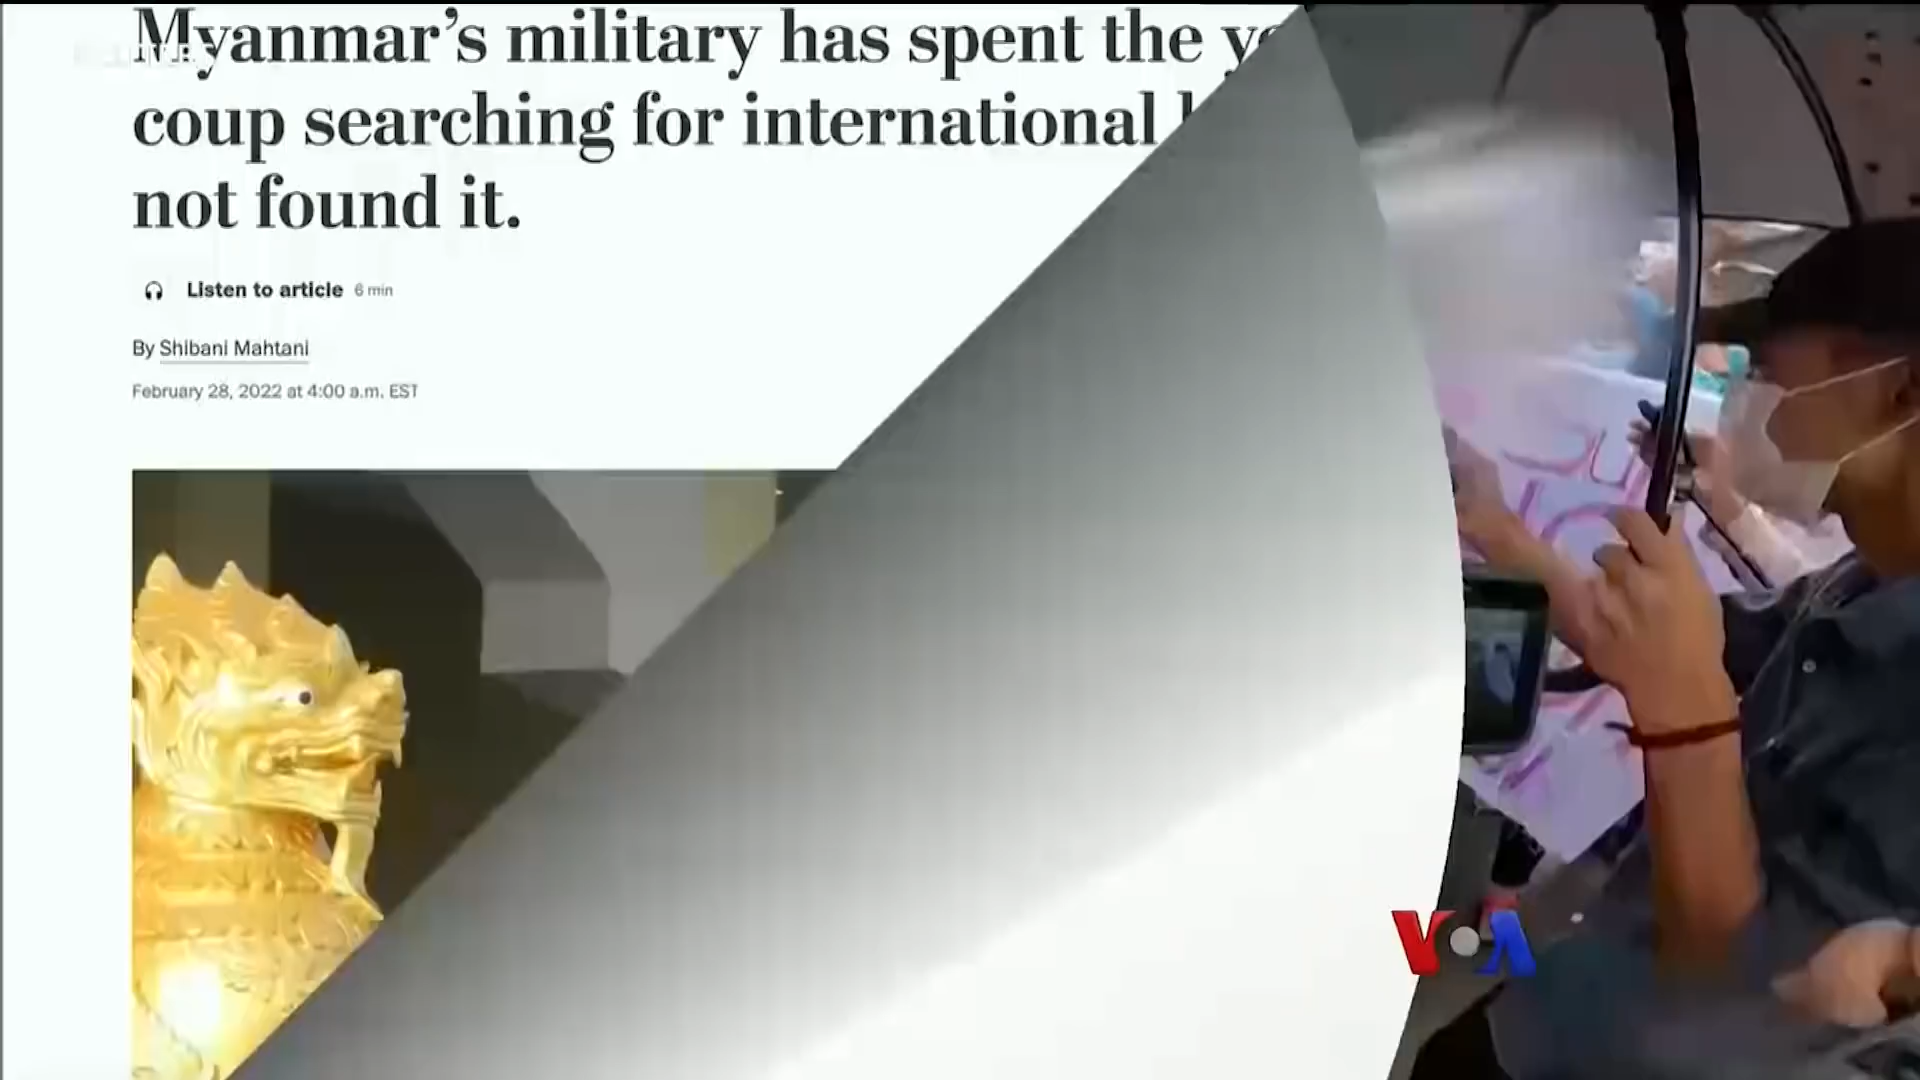 Myanmar's military has spent the
coup searching for international
not found it.
Listen to article 6 min
By Shibani Mahtani
February 28, 2022 at 4:00 a.m. EST
VOA